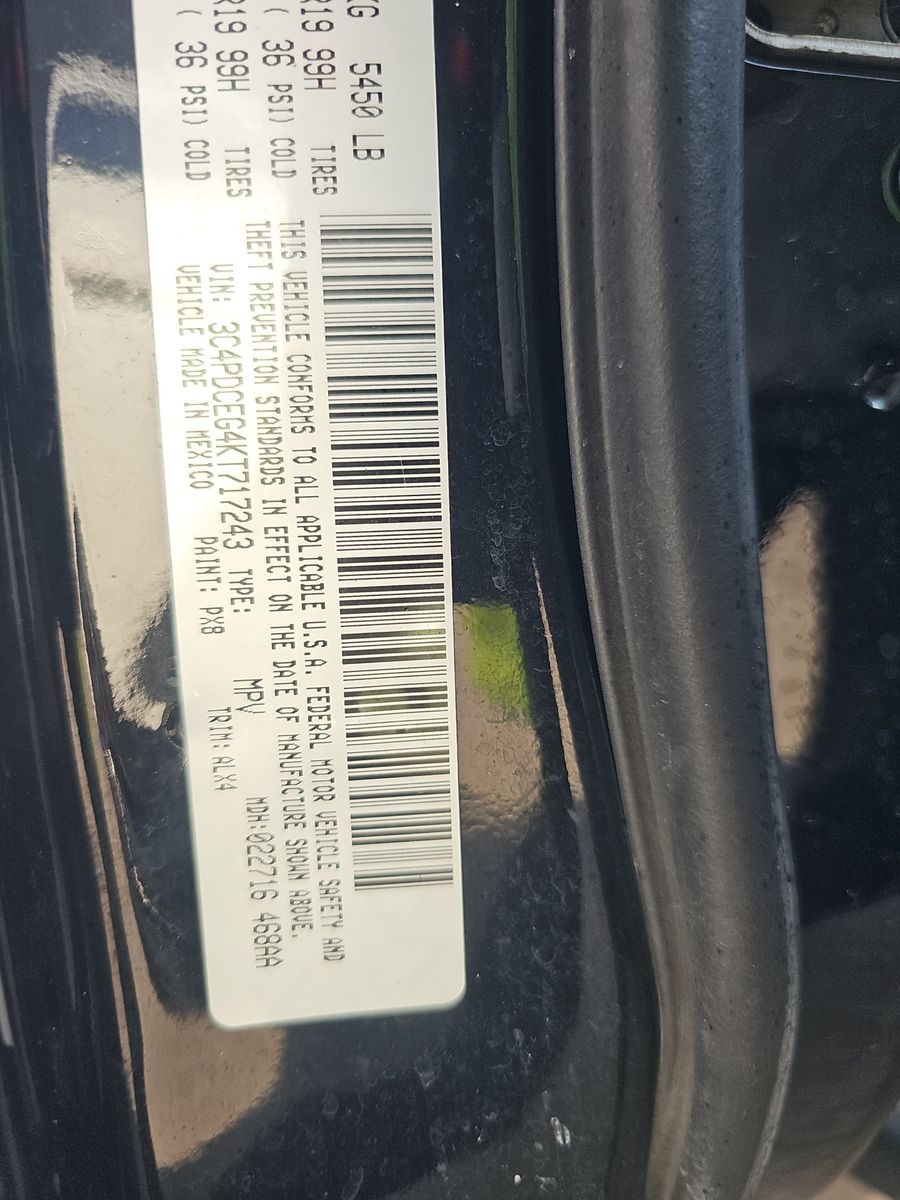 KG 5450 LB
R19 99H TIRES
( 36 PSI) COLD
R19 99H TIRES
( 36 PSI) COLD
THIS VEHICLE CONFORMS TO ALL APPLICABLE U.S.A. FEDERAL MOTOR VEHICLE SAFETY AND
THEFT PREVENTION STANDARDS IN EFFECT ON THE DATE OF MANUFACTURE SHOWN ABOVE.
VIN: 3C4PDCEG4KT717243 TYPE: MPV MDH:022716 468AA
VEHICLE MADE IN MEXICO PAINT: PX8 TRIM:ALX4